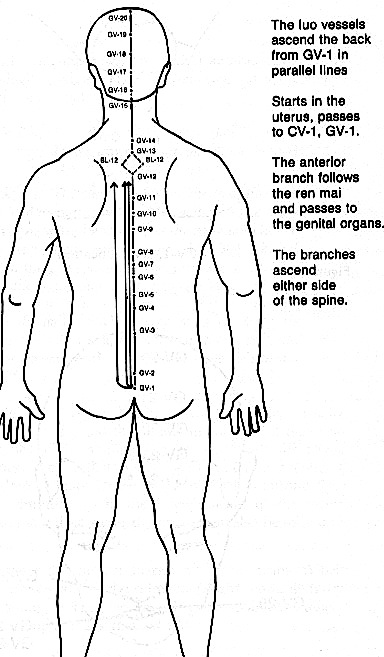 The luo vessels
ascend the back
from GV-1 in
parallel lines
Starts in the
uterus, passes
to CV-1, GV-1.
The anterior
branch follows
the ren mai
and passes to
the genital organs.
The branches
ascend
either side
of the spine.
GV-20
GV-19
GV-18
GV-17
GV-16
GV-15
GV-14
GV-13
BL-12 BL-12
GV-12
GV-11
GV-10
GV-9
GV-8
GV-7
GV-6
GV-5
GV-4
GV-3
GV-2
GV-1